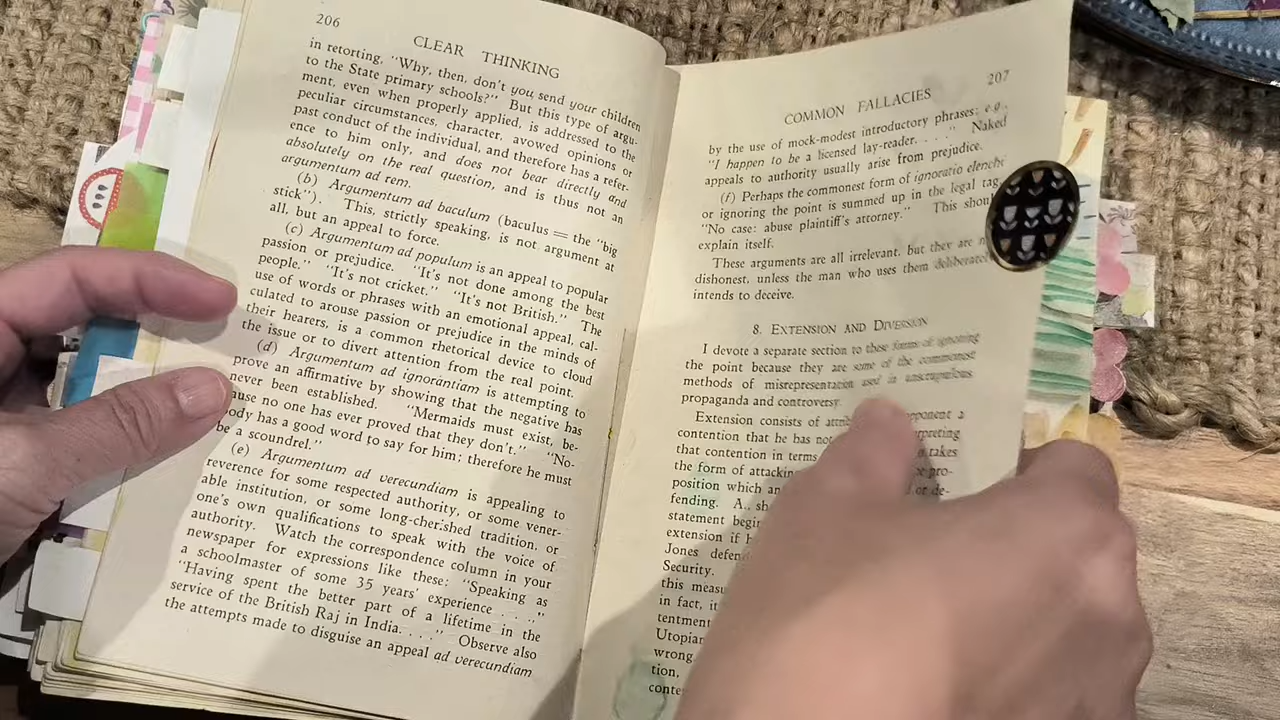 206
CLEAR THINKING
in retorting, "Why, then, don't you send your children
to the State primary schools?" But this type of argu-
ment, even when properly applied, is addressed to the
peculiar circumstances, character, avowed opinions, or
past conduct of the individual, and therefore has a refer-
ence to him only, and does not bear directly and
absolutely on the real question, and is thus not an
argumentum ad rem.
(b) Argumentum ad baculum (baculus = the "big
stick"). This, strictly speaking, is not argument at
all, but an appeal to force.
(c) Argumentum ad populum is an appeal to popular
passion or prejudice. "It's not done among the best
people." "It's not cricket." "It's not British." The
use of words or phrases with an emotional appeal, cal-
culated to arouse passion or prejudice in the minds of
their hearers, is a common rhetorical device to cloud
the issue or to divert attention from the real point.
(d) Argumentum ad ignorantiam is attempting to
prove an affirmative by showing that the negative has
never been established. "Mermaids must exist, be-
ause no one has ever proved that they don't." "No-
ody has a good word to say for him; therefore he must
be a scoundrel."
(e) Argumentum ad verecundiam is appealing to
reverence for some respected authority, or some vener-
able institution, or some long-cherished tradition, or
one's own qualifications to speak with the voice of
authority. Watch the correspondence column in your
newspaper for expressions like these: "Speaking as
a schoolmaster of some 35 years' experience . . ."
"Having spent the better part of a lifetime in the
service of the British Raj in India. . . ." Observe also
the attempts made to disguise an appeal ad verecundiam
207
COMMON FALLACIES
by the use of mock-modest introductory phrases: e.g.,
"I happen to be a licensed lay-reader. . . ." Naked
appeals to authority usually arise from prejudice.
(f) Perhaps the commonest form of ignoratio elenchi
or ignoring the point is summed up in the legal tag,
"No case: abuse plaintiff's attorney." This shoul
explain itself.
These arguments are all irrelevant, but they are n
dishonest, unless the man who uses them deliberatel
intends to deceive.
8. EXTENSION AND DIVERSION
I devote a separate section to these forms of ignoring
the point because they are some of the commonest
methods of misrepresentation used in unscrupulous
propaganda and controversy.
Extension consists of attrib opponent a
contention that he has not rpreting
that contention in terms takes
the form of attackin pro-
position which an or de-
fending. A. sh
statement begin
extension if h
Jones defen
Security.
this measu
in fact, it
tentment
Utopian
wrong
tion,
conte